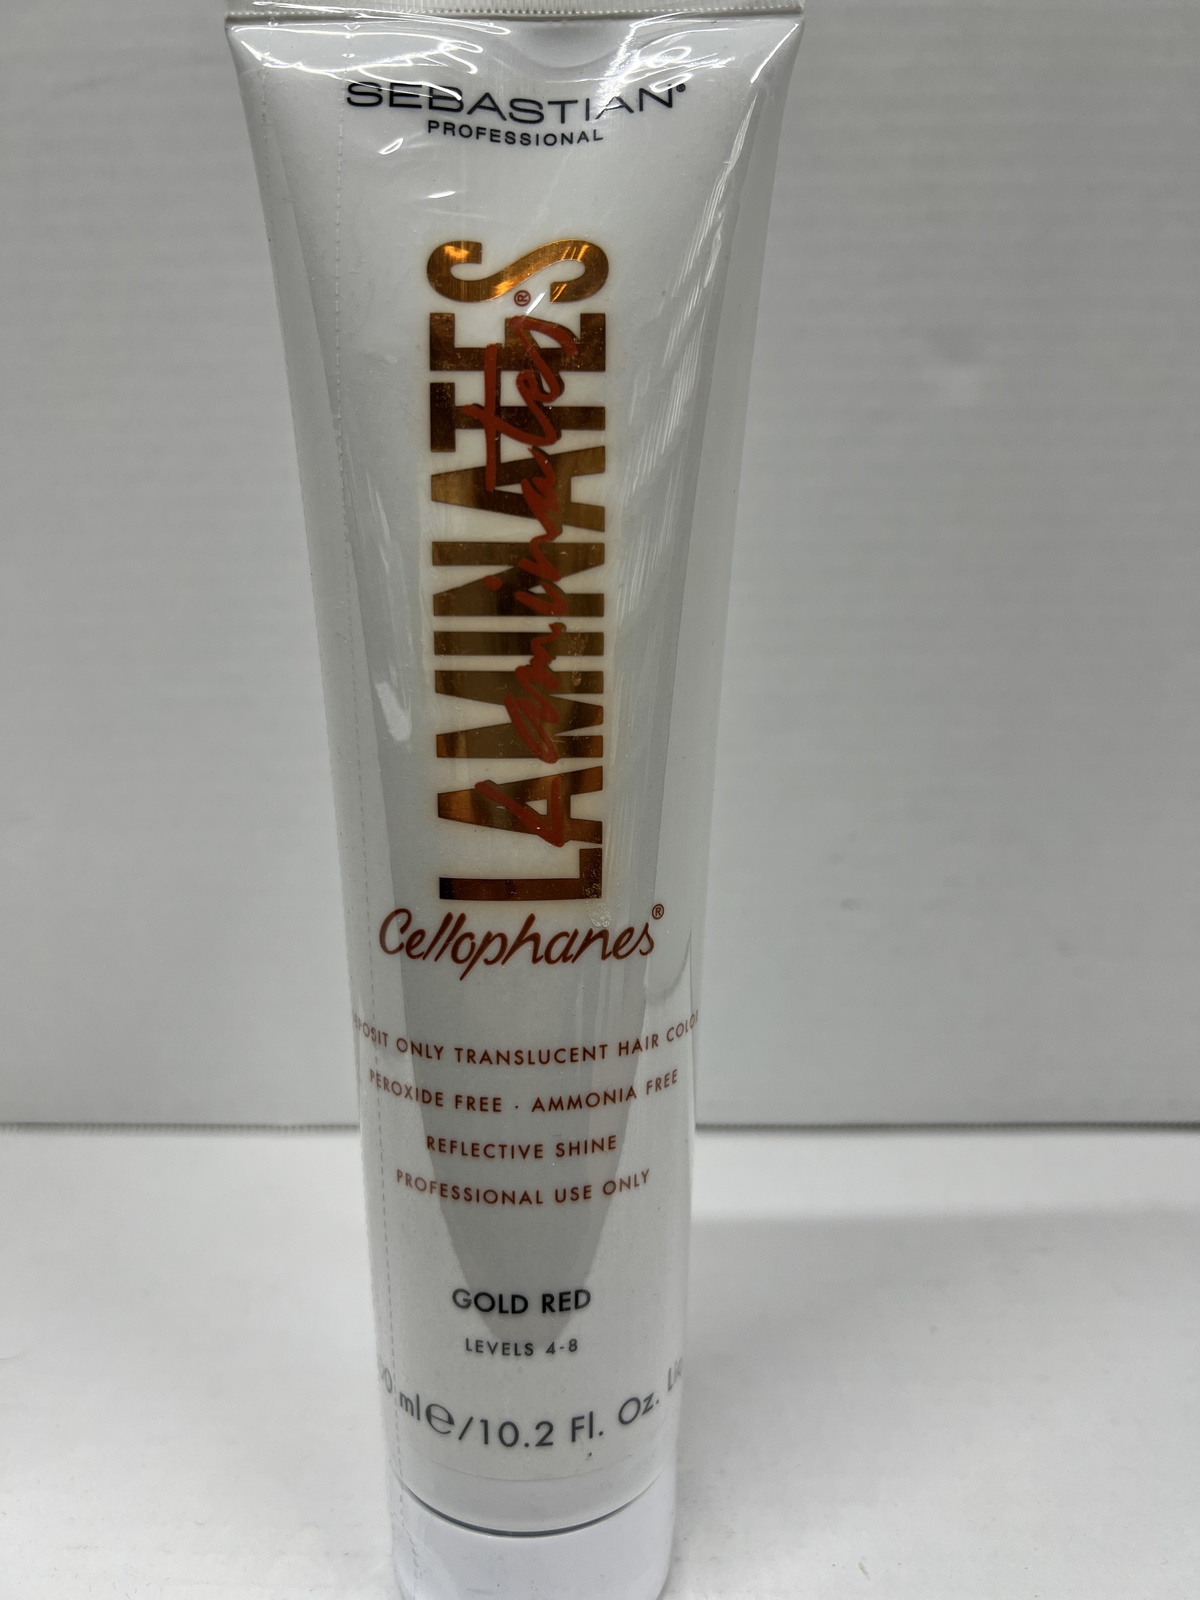 SEBASTIAN®
PROFESSIONAL
LAMINATES
Laminates®
Cellophanes®
ONLY TRANSLUCENT HAIR
PEROXIDE FREE · AMMONIA FREE
REFLECTIVE SHINE
PROFESSIONAL USE ONLY
GOLD RED
LEVELS 4-8
ml℮/10.2 Fl. Oz.